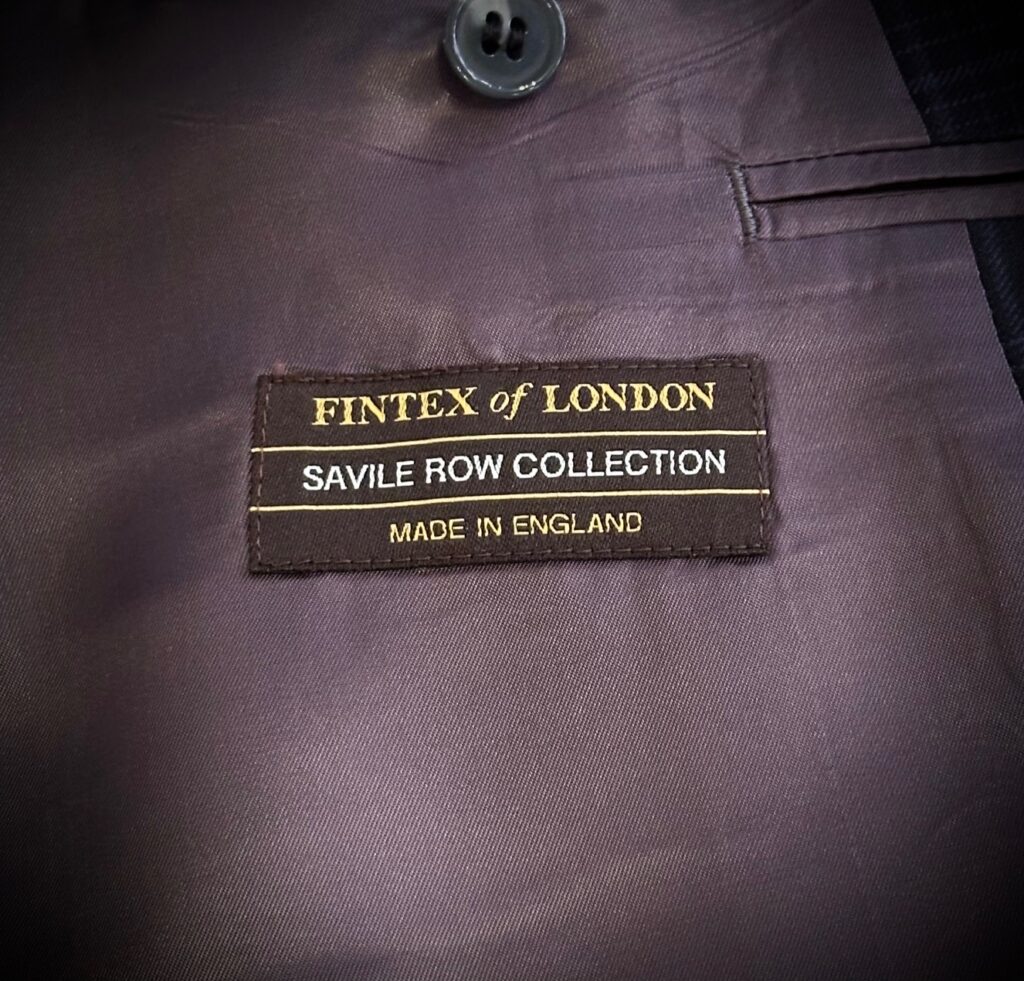 FINTEX of LONDON
SAVILE ROW COLLECTION
MADE IN ENGLAND